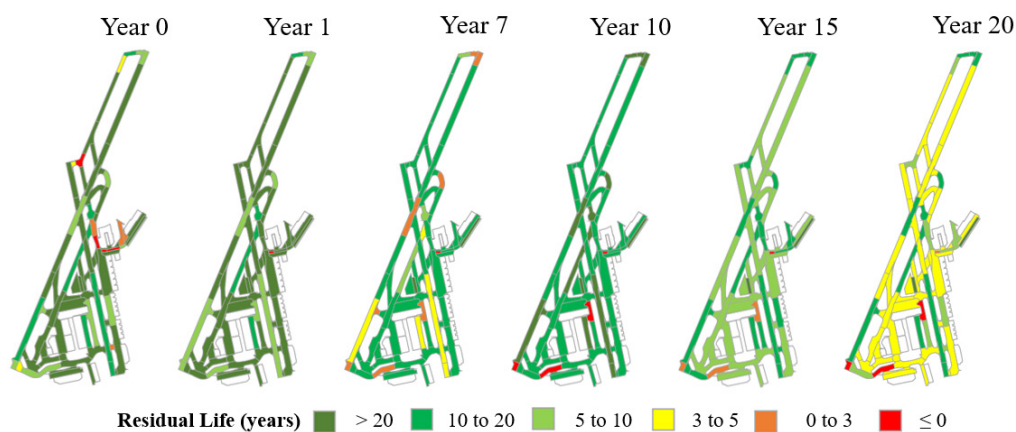 Year 0 Year 1 Year 7 Year 10 Year 15 Year 20
Residual Life (years) > 20 10 to 20 5 to 10 3 to 5 0 to 3 ≤ 0